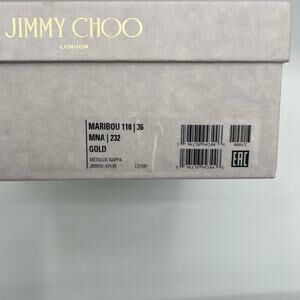 JIMMY CHOO
LONDON
MARIBOU 110 | 36
MNA | 232
GOLD
METALLIC NAPPA
EAC